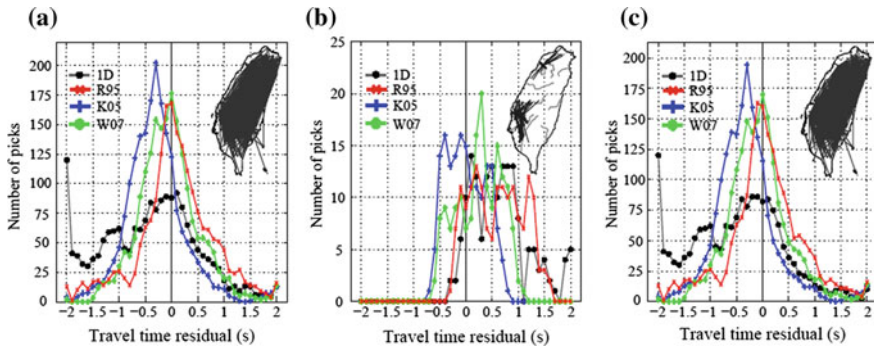 (a)
(b)
(c)
Number of picks
200
175
150
125
100
75
50
25
0
1D
R95
K05
W07
−2 −1.5 −1 −0.5 0 0.5 1 1.5 2
Travel time residual (s)
Number of picks
25
20
15
10
5
0
1D
R95
K05
W07
−2 −1.5 −1 −0.5 0 0.5 1 1.5 2
Travel time residual (s)
Number of picks
200
175
150
125
100
75
50
25
0
1D
R95
K05
W07
−2 −1.5 −1 −0.5 0 0.5 1 1.5 2
Travel time residual (s)